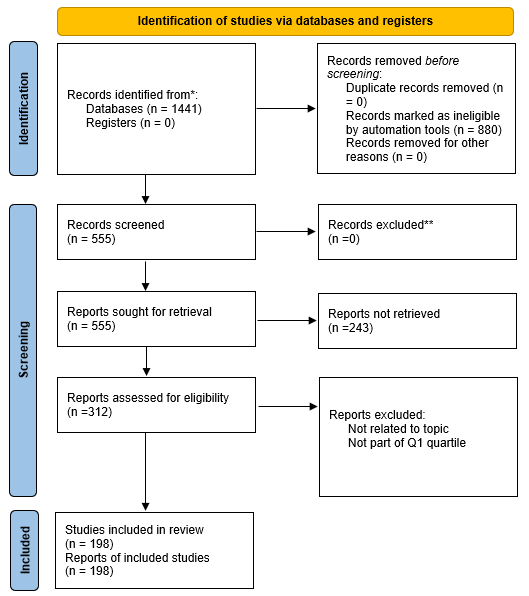 Identification of studies via databases and registers
Identification
Records identified from*:
Databases (n = 1441)
Registers (n = 0)
Records removed before
screening:
Duplicate records removed (n
= 0)
Records marked as ineligible
by automation tools (n = 880)
Records removed for other
reasons (n = 0)
Screening
Records screened
(n = 555)
Records excluded**
(n =0)
Reports sought for retrieval
(n = 555)
Reports not retrieved
(n =243)
Reports assessed for eligibility
(n =312)
Reports excluded:
Not related to topic
Not part of Q1 quartile
Included
Studies included in review
(n = 198)
Reports of included studies
(n = 198)